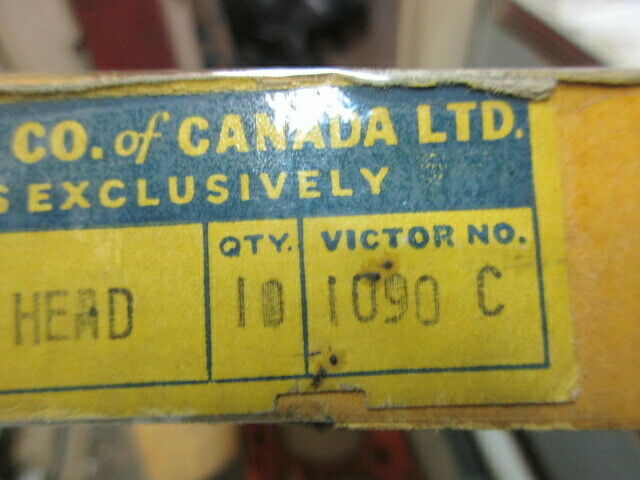 CO. of CANADA LTD.
S EXCLUSIVELY
QTY. VICTOR NO.
HEAD 10 1090 C